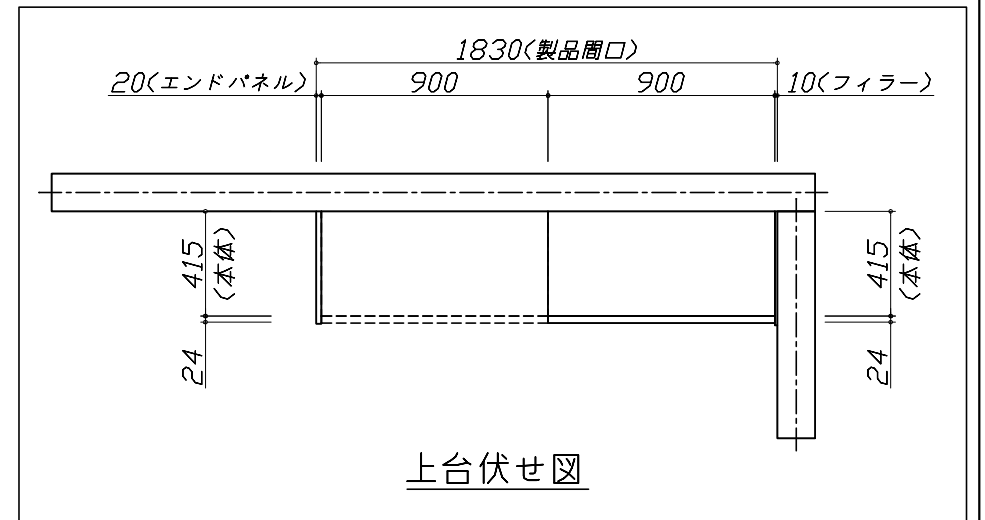 1830(製品間口)
20(エンドパネル)
900
900
10(フィラー)
415
(本体)
24
415
(本体)
24
上台伏せ図